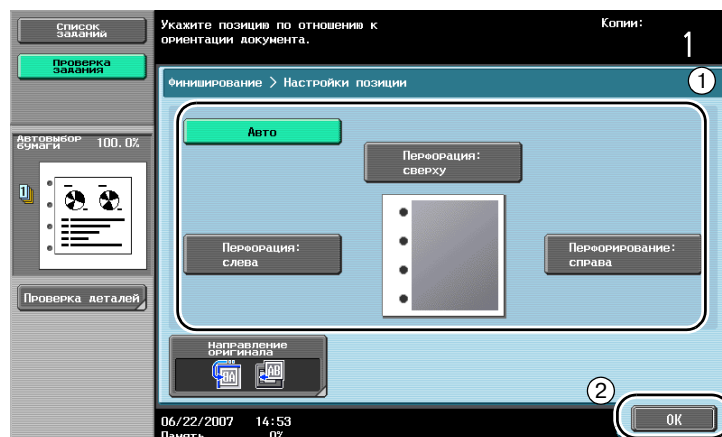 Список
заданий
Проверка
задания
Укажите позицию по отношению к
ориентации документа.
Копии:
1
Финиширование > Настройки позиции
1
Автовыбор
бумаги
100.0%
1
Авто
Перфорация:
сверху
Перфорация:
слева
Перфорирование:
справа
Проверка деталей
Направление
оригинала
AB
2
OK
06/22/2007 14:53
Память 0%